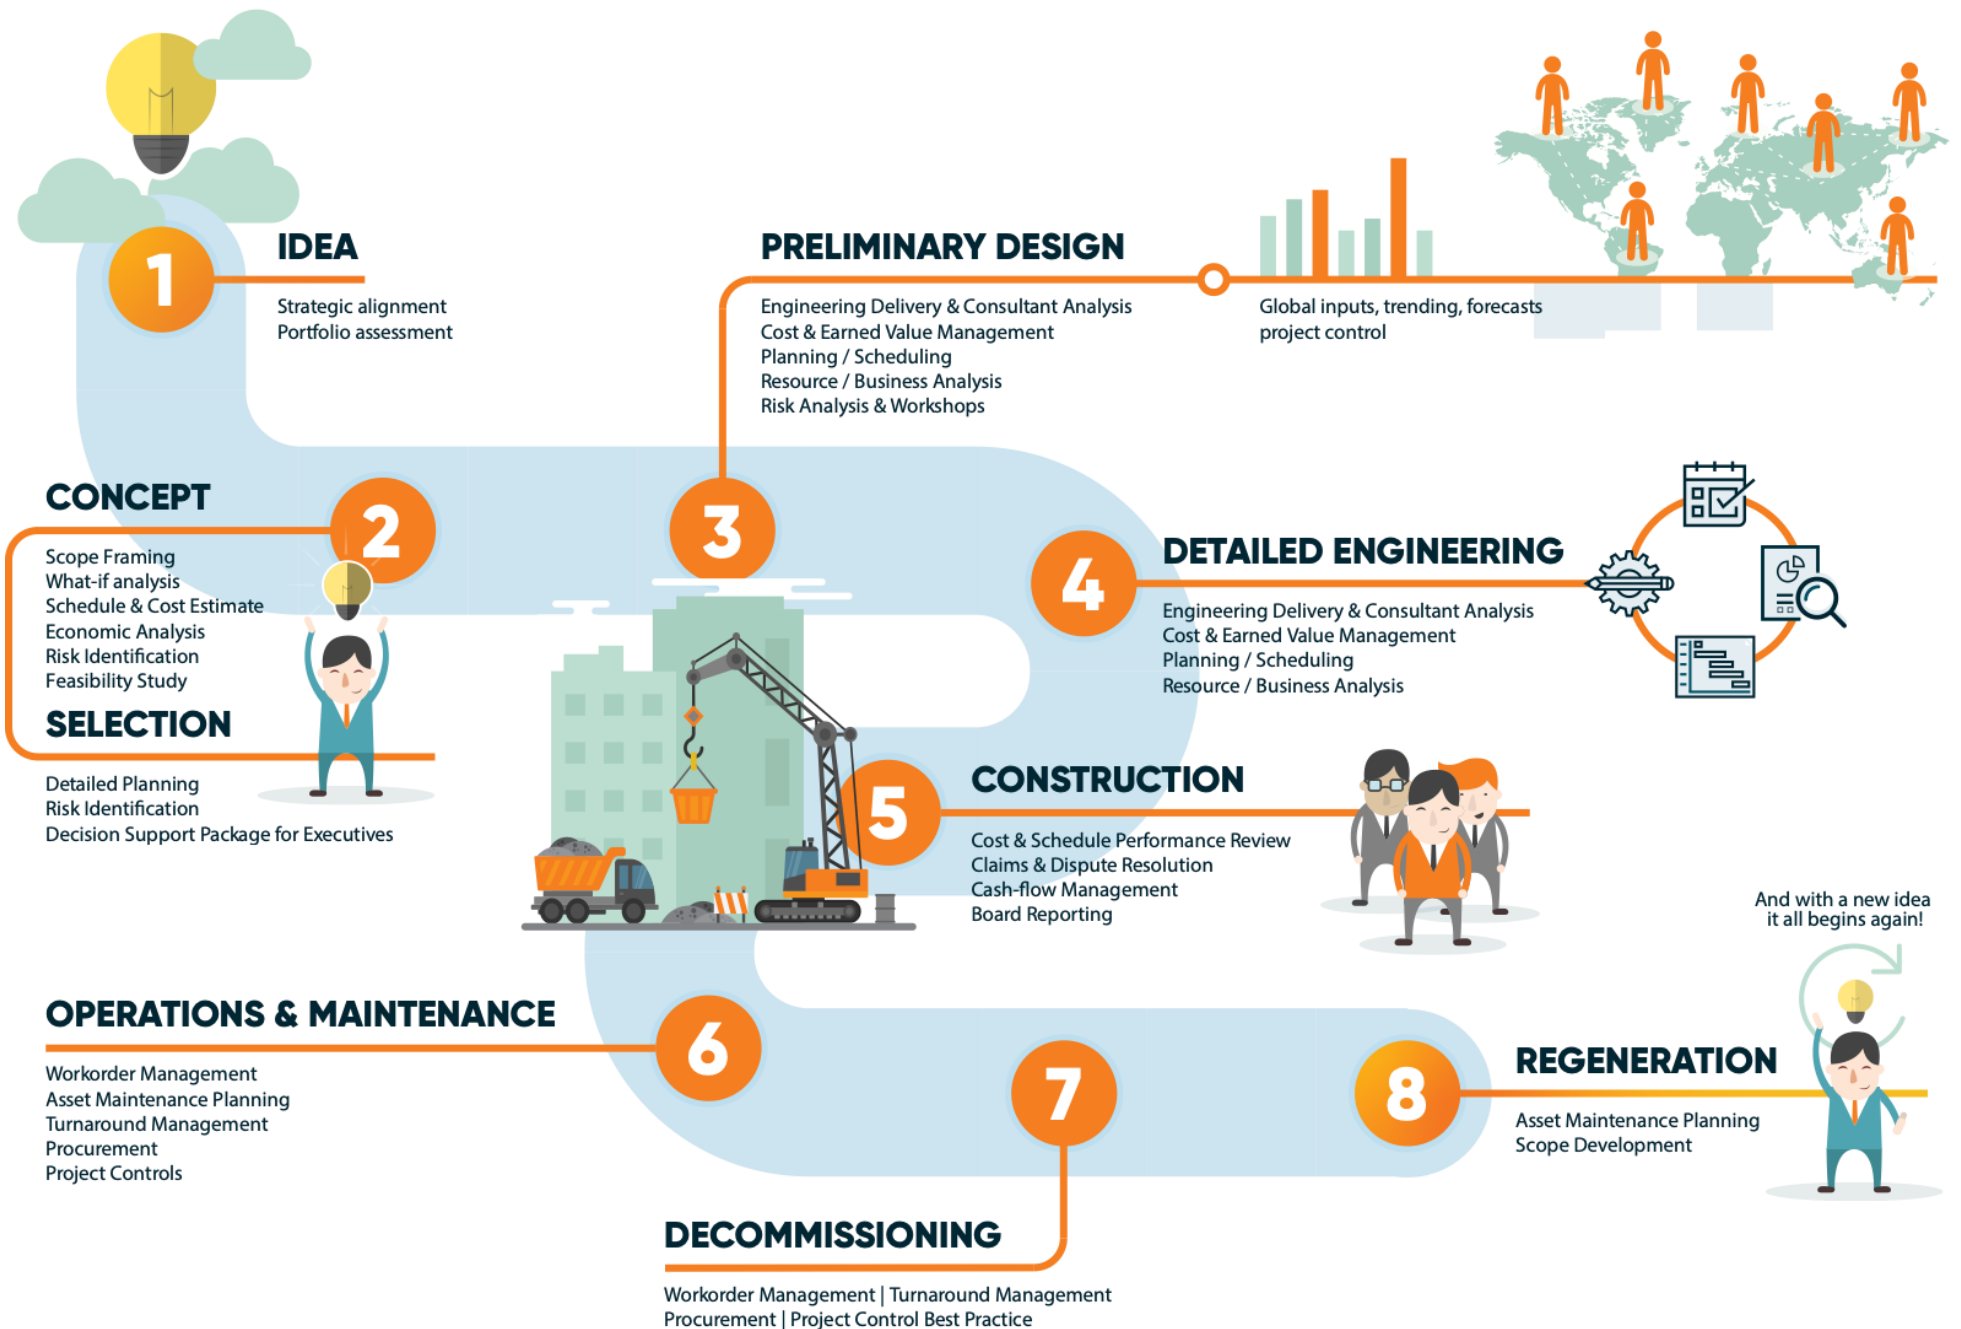 1
IDEA
Strategic alignment
Portfolio assessment
2
CONCEPT
Scope Framing
What-if analysis
Schedule & Cost Estimate
Economic Analysis
Risk Identification
Feasibility Study
SELECTION
Detailed Planning
Risk Identification
Decision Support Package for Executives
3
PRELIMINARY DESIGN
Engineering Delivery & Consultant Analysis
Cost & Earned Value Management
Planning / Scheduling
Resource / Business Analysis
Risk Analysis & Workshops
Global inputs, trending, forecasts
project control
4
DETAILED ENGINEERING
Engineering Delivery & Consultant Analysis
Cost & Earned Value Management
Planning / Scheduling
Resource / Business Analysis
5
CONSTRUCTION
Cost & Schedule Performance Review
Claims & Dispute Resolution
Cash-flow Management
Board Reporting
6
OPERATIONS & MAINTENANCE
Workorder Management
Asset Maintenance Planning
Turnaround Management
Procurement
Project Controls
7
DECOMMISSIONING
Workorder Management | Turnaround Management
Procurement | Project Control Best Practice
8
REGENERATION
Asset Maintenance Planning
Scope Development
And with a new idea
it all begins again!